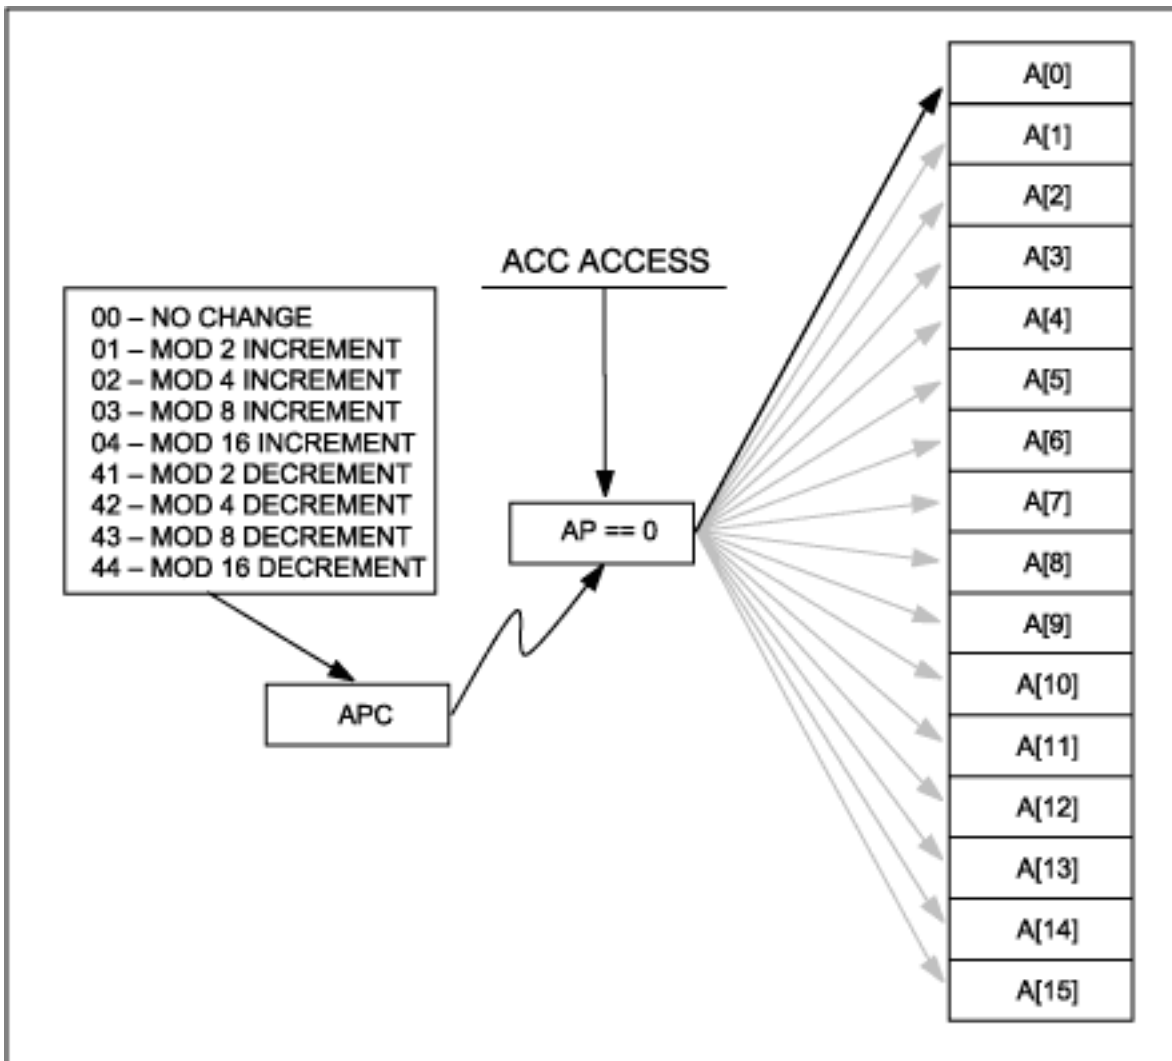 ACC ACCESS
00 – NO CHANGE
01 – MOD 2 INCREMENT
02 – MOD 4 INCREMENT
03 – MOD 8 INCREMENT
04 – MOD 16 INCREMENT
41 – MOD 2 DECREMENT
42 – MOD 4 DECREMENT
43 – MOD 8 DECREMENT
44 – MOD 16 DECREMENT
APC
AP == 0
A[0]
A[1]
A[2]
A[3]
A[4]
A[5]
A[6]
A[7]
A[8]
A[9]
A[10]
A[11]
A[12]
A[13]
A[14]
A[15]